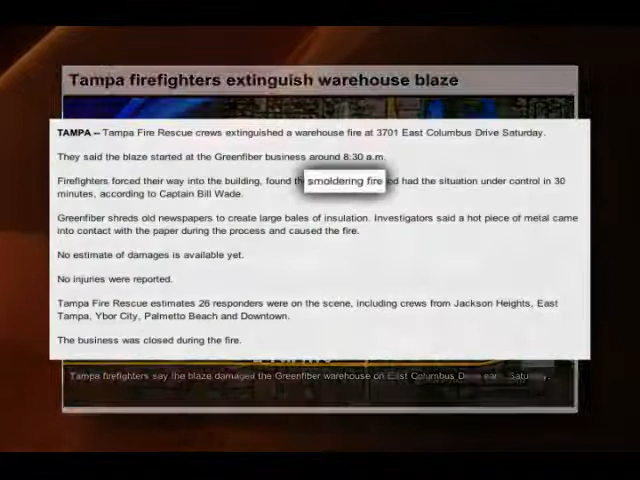 Tampa firefighters extinguish warehouse blaze
TAMPA -- Tampa Fire Rescue crews extinguished a warehouse fire at 3701 East Columbus Drive Saturday.
They said the blaze started at the Greenfiber business around 8:30 a.m.
Firefighters forced their way into the building, found smoldering fire had the situation under control in 30
minutes, according to Captain Bill Wade.
Greenfiber shreds old newspapers to create large bales of insulation. Investigators said a hot piece of metal came
into contact with the paper during the process and caused the fire.
No estimate of damages is available yet.
No injuries were reported.
Tampa Fire Rescue estimates 26 responders were on the scene, including crews from Jackson Heights, East
Tampa, Ybor City, Palmetto Beach and Downtown.
The business was closed during the fire.
Tampa firefighters say the blaze damaged the Greenfiber warehouse on East Columbus